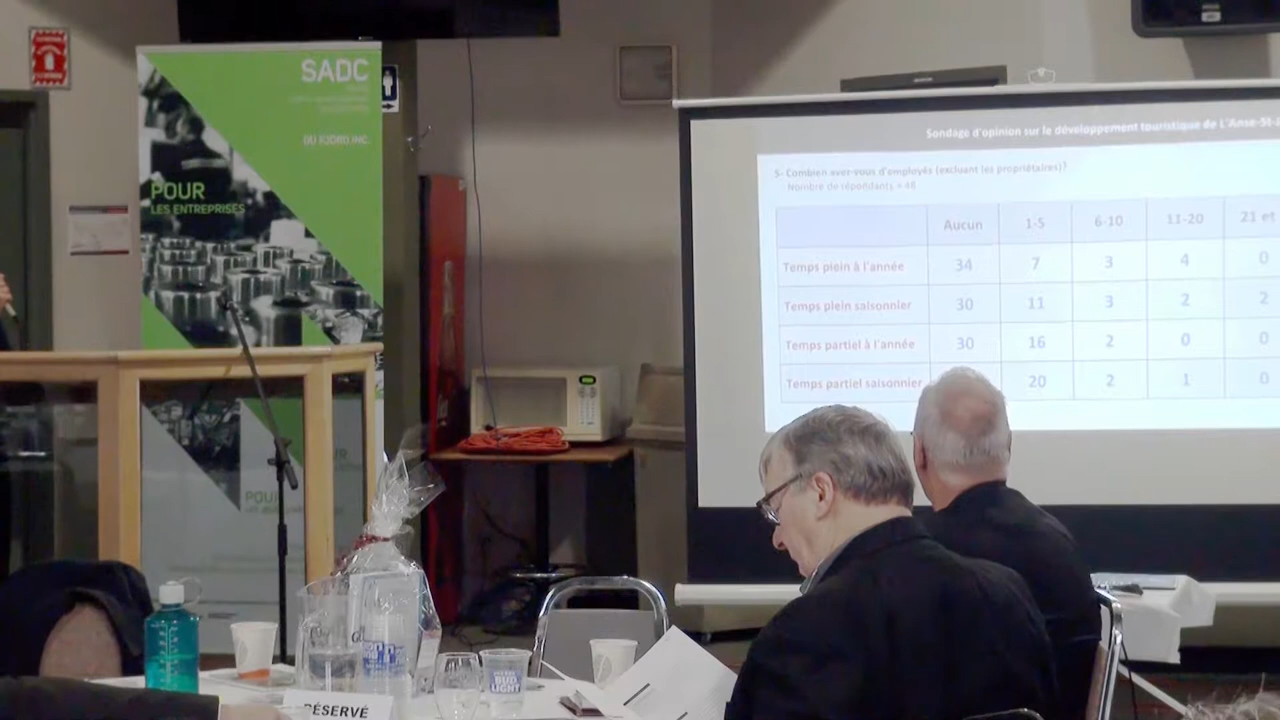 SADC
DU FJORD INC.
POUR
LES ENTREPRISES
Sondage d'opinion sur le développement touristique de L'Anse-St-
5- Combien avez-vous d'employés (excluant les propriétaires)?
Nombre de répondants = 48
Aucun 1-5 6-10 11-20 21 et
Temps plein à l'année 34 7 3 4 0
Temps plein saisonnier 30 11 3 2 2
Temps partiel à l'année 30 16 2 0 0
Temps partiel saisonnier 20 2 1 0
POUR
BUD
LIGHT
RÉSERVÉ